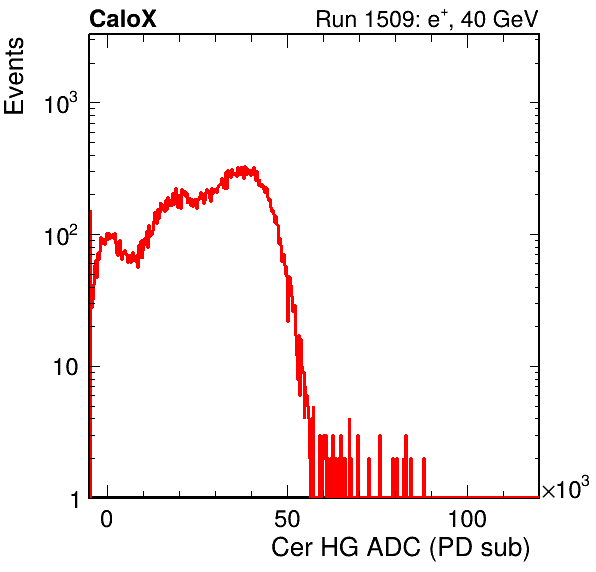 CaloX Run 1509: e⁺, 40 GeV
Events
10³
10²
10
1
0 50 100 ×10³
Cer HG ADC (PD sub)